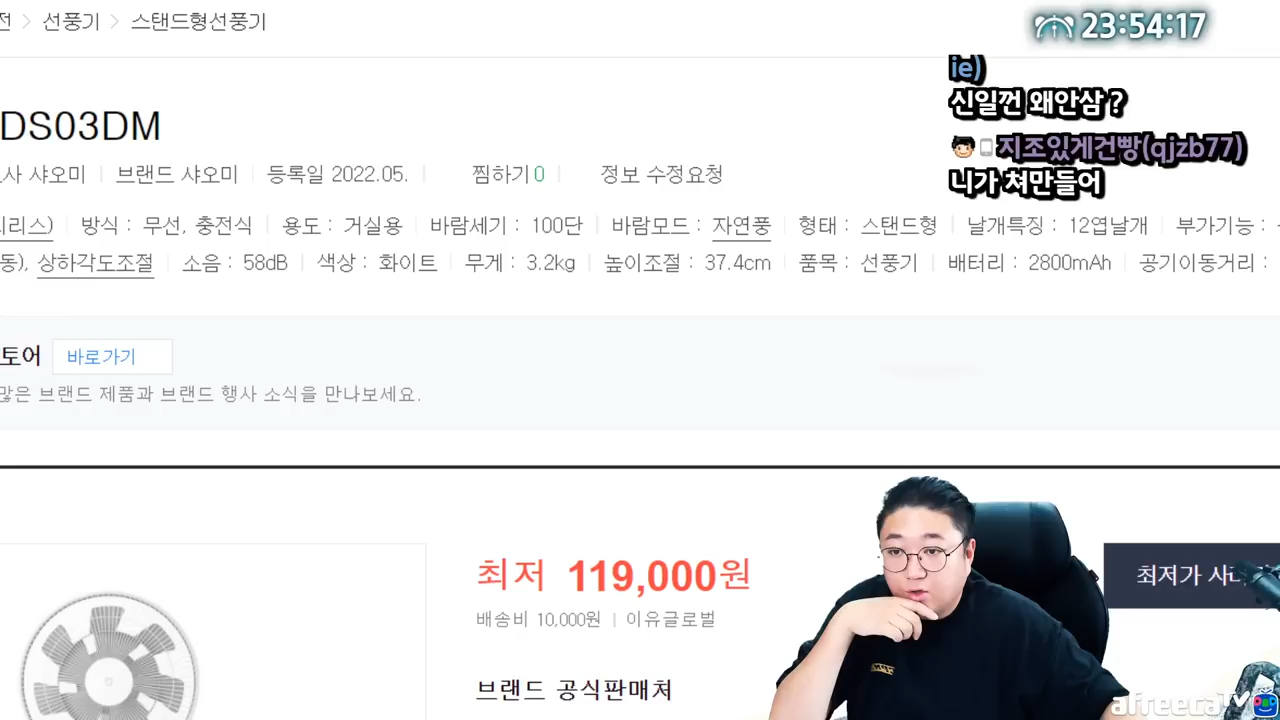 전 > 선풍기 > 스탠드형선풍기
23:54:17
ie)
신일껀 왜안삼 ?
지조있게건빵(qjzb77)
니가 쳐만들어
DS03DM
사 샤오미 | 브랜드 샤오미 | 등록일 2022.05. | 찜하기 0 | 정보 수정요청
리스) | 방식 : 무선, 충전식 | 용도 : 거실용 | 바람세기 : 100단 | 바람모드 : 자연풍 | 형태 : 스탠드형 | 날개특징 : 12엽날개 | 부가기능 :
동), 상하각도조절 | 소음 : 58dB | 색상 : 화이트 | 무게 : 3.2kg | 높이조절 : 37.4cm | 품목 : 선풍기 | 배터리 : 2800mAh | 공기이동거리 :
토어 바로가기
많은 브랜드 제품과 브랜드 행사 소식을 만나보세요.
최저 119,000원
최저가 사
배송비 10,000원 | 이유글로벌
브랜드 공식판매처
afreecaTV